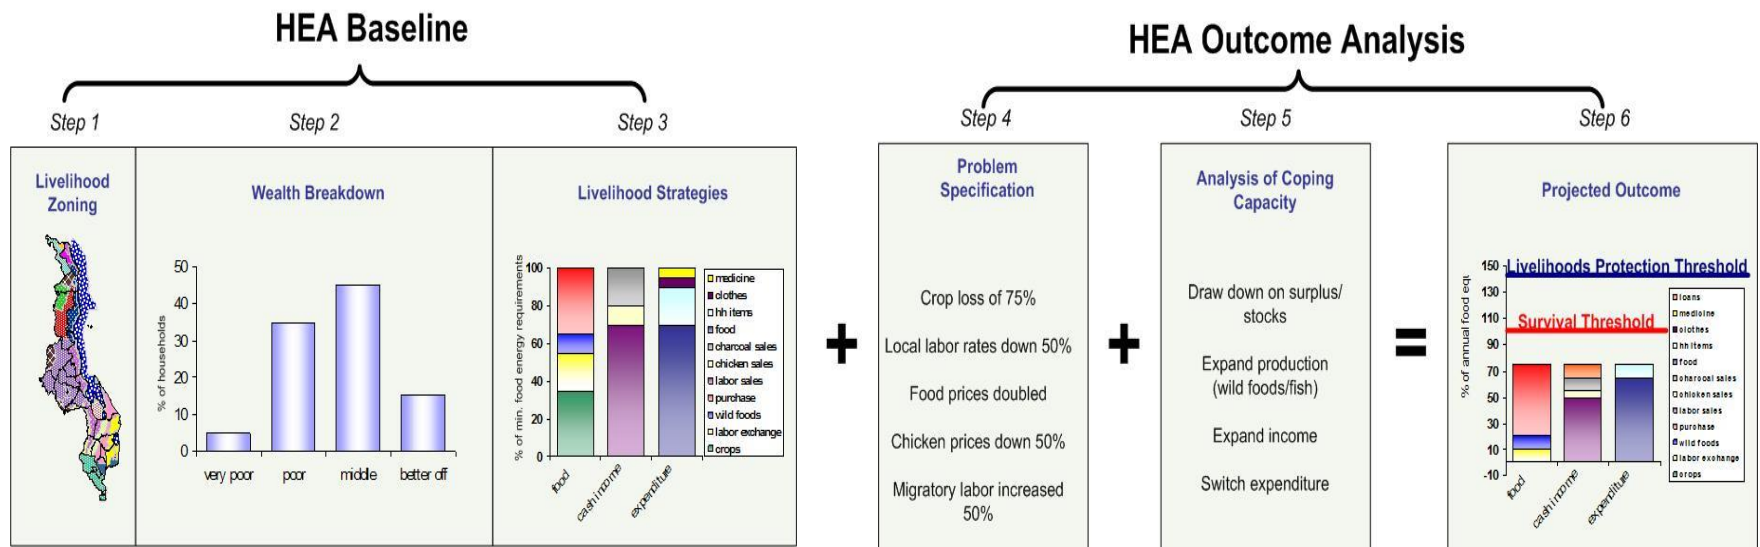 HEA Baseline
HEA Outcome Analysis
Step 1
Step 2
Step 3
Step 4
Step 5
Step 6
Livelihood
Zoning
Wealth Breakdown
% of households
50
40
30
20
10
0
very poor
poor
middle
better off
Livelihood Strategies
% of min. food energy requirements
100
80
60
40
20
0
food
cash income
expenditure
medicine
clothes
hh items
food
charcoal sales
chicken sales
labor sales
purchase
wild foods
labor exchange
crops
+
Problem
Specification
Crop loss of 75%
Local labor rates down 50%
Food prices doubled
Chicken prices down 50%
Migratory labor increased
50%
+
Analysis of Coping
Capacity
Draw down on surplus/
stocks
Expand production
(wild foods/fish)
Expand income
Switch expenditure
=
Projected Outcome
% of annual food eqt
150
130
110
90
70
50
30
10
-10
Livelihoods Protection Threshold
Survival Threshold
food
cash income
expenditure
loans
medicine
clothes
hh items
food
charcoal sales
chicken sales
labor sales
purchase
wild foods
labor exchange
crops